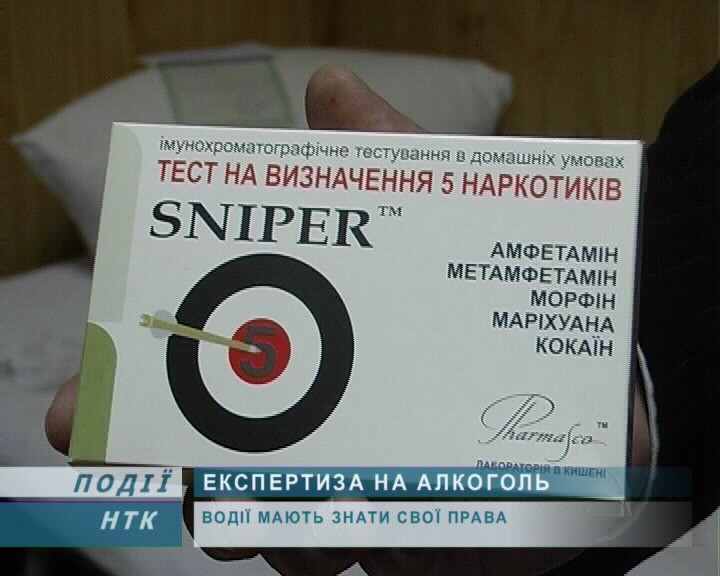 імунохроматографічне тестування в домашніх умовах
ТЕСТ НА ВИЗНАЧЕННЯ 5 НАРКОТИКІВ
SNIPER™
АМФЕТАМІН
МЕТАМФЕТАМІН
МОРФІН
МАРІХУАНА
КОКАЇН
5
Pharmasco™
ЛАБОРАТОРІЯ В КИШЕНІ
ПОДІЇ ЕКСПЕРТИЗА НА АЛКОГОЛЬ
НТК ВОДІЇ МАЮТЬ ЗНАТИ СВОЇ ПРАВА